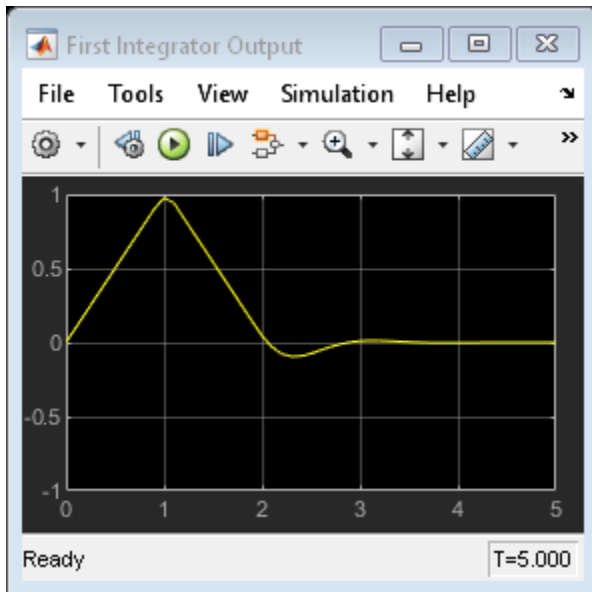 First Integrator Output
File Tools View Simulation Help
1
0.5
0
-0.5
-1
0 1 2 3 4 5
Ready T=5.000